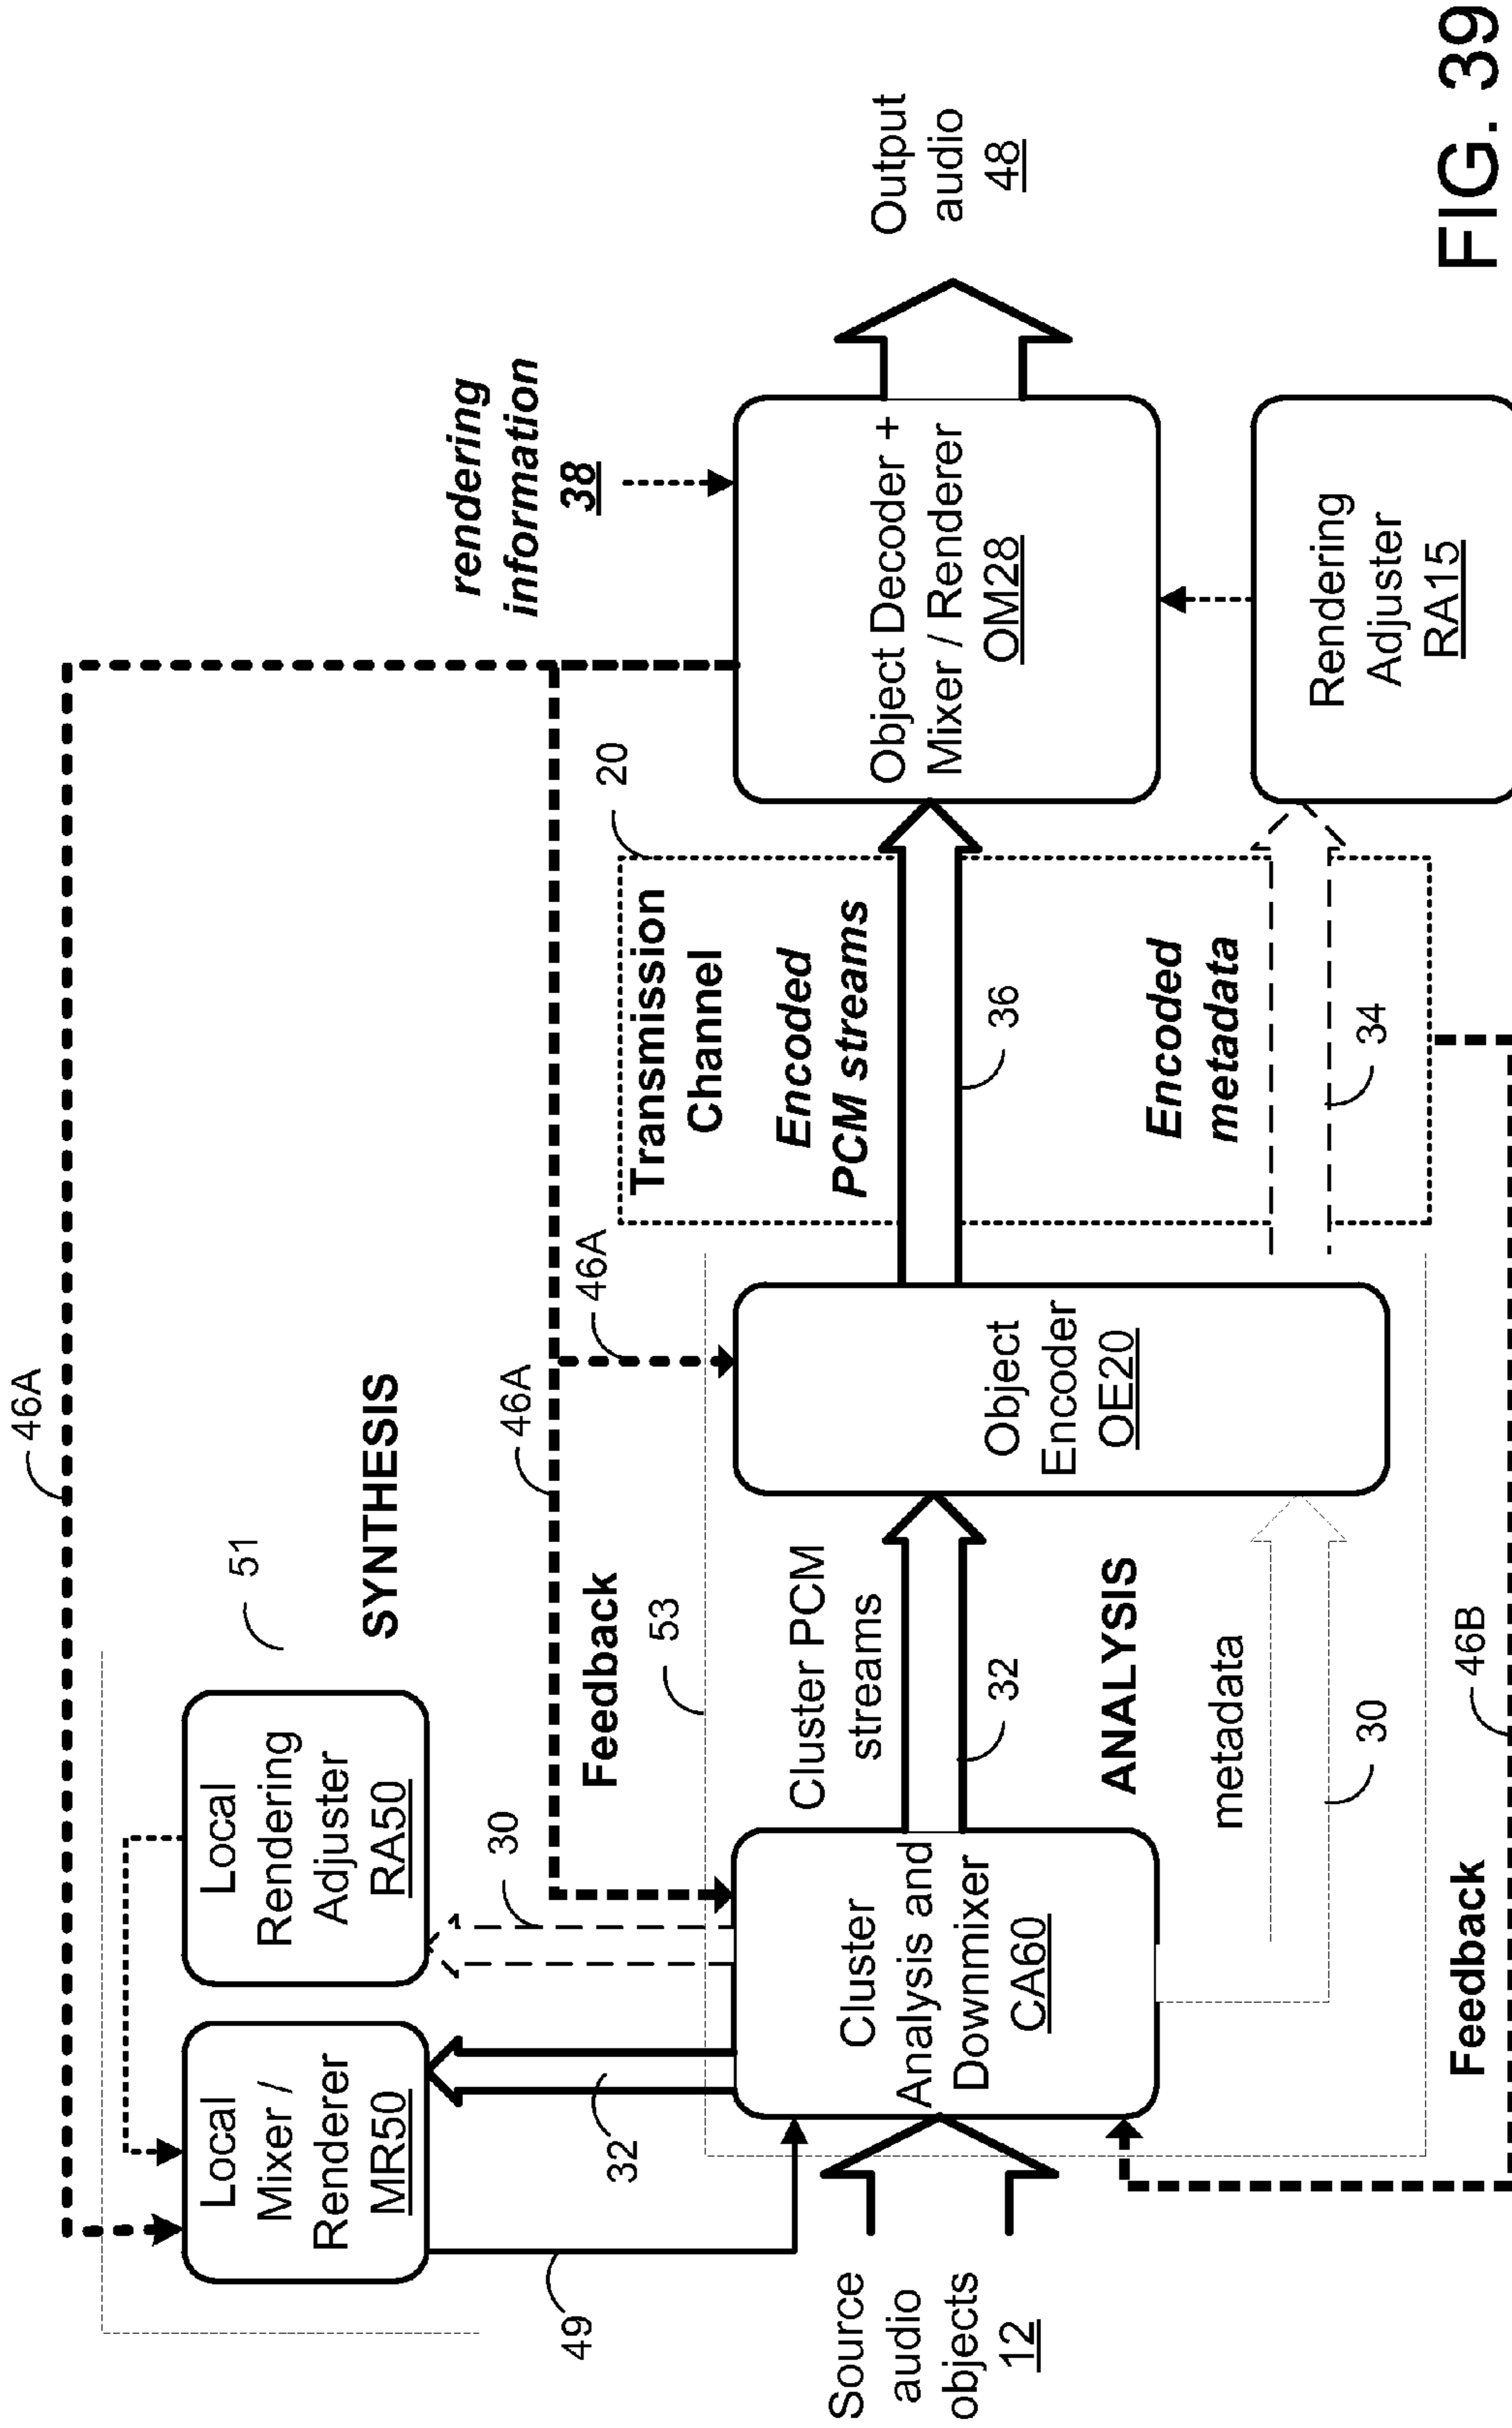 46A
SYNTHESIS
51
Local
Mixer /
Renderer
MR50
Local
Rendering
Adjuster
RA50
49
32
30
Feedback
46A
46A
rendering
information
38
53
20
Source
audio
objects
12
Cluster
Analysis and
Downmixer
CA60
Cluster PCM
streams
32
ANALYSIS
metadata
30
Object
Encoder
OE20
Transmission
Channel
Encoded
PCM streams
36
Encoded
metadata
34
Object Decoder +
Mixer / Renderer
OM28
Output
audio
48
Rendering
Adjuster
RA15
Feedback
46B
FIG. 39